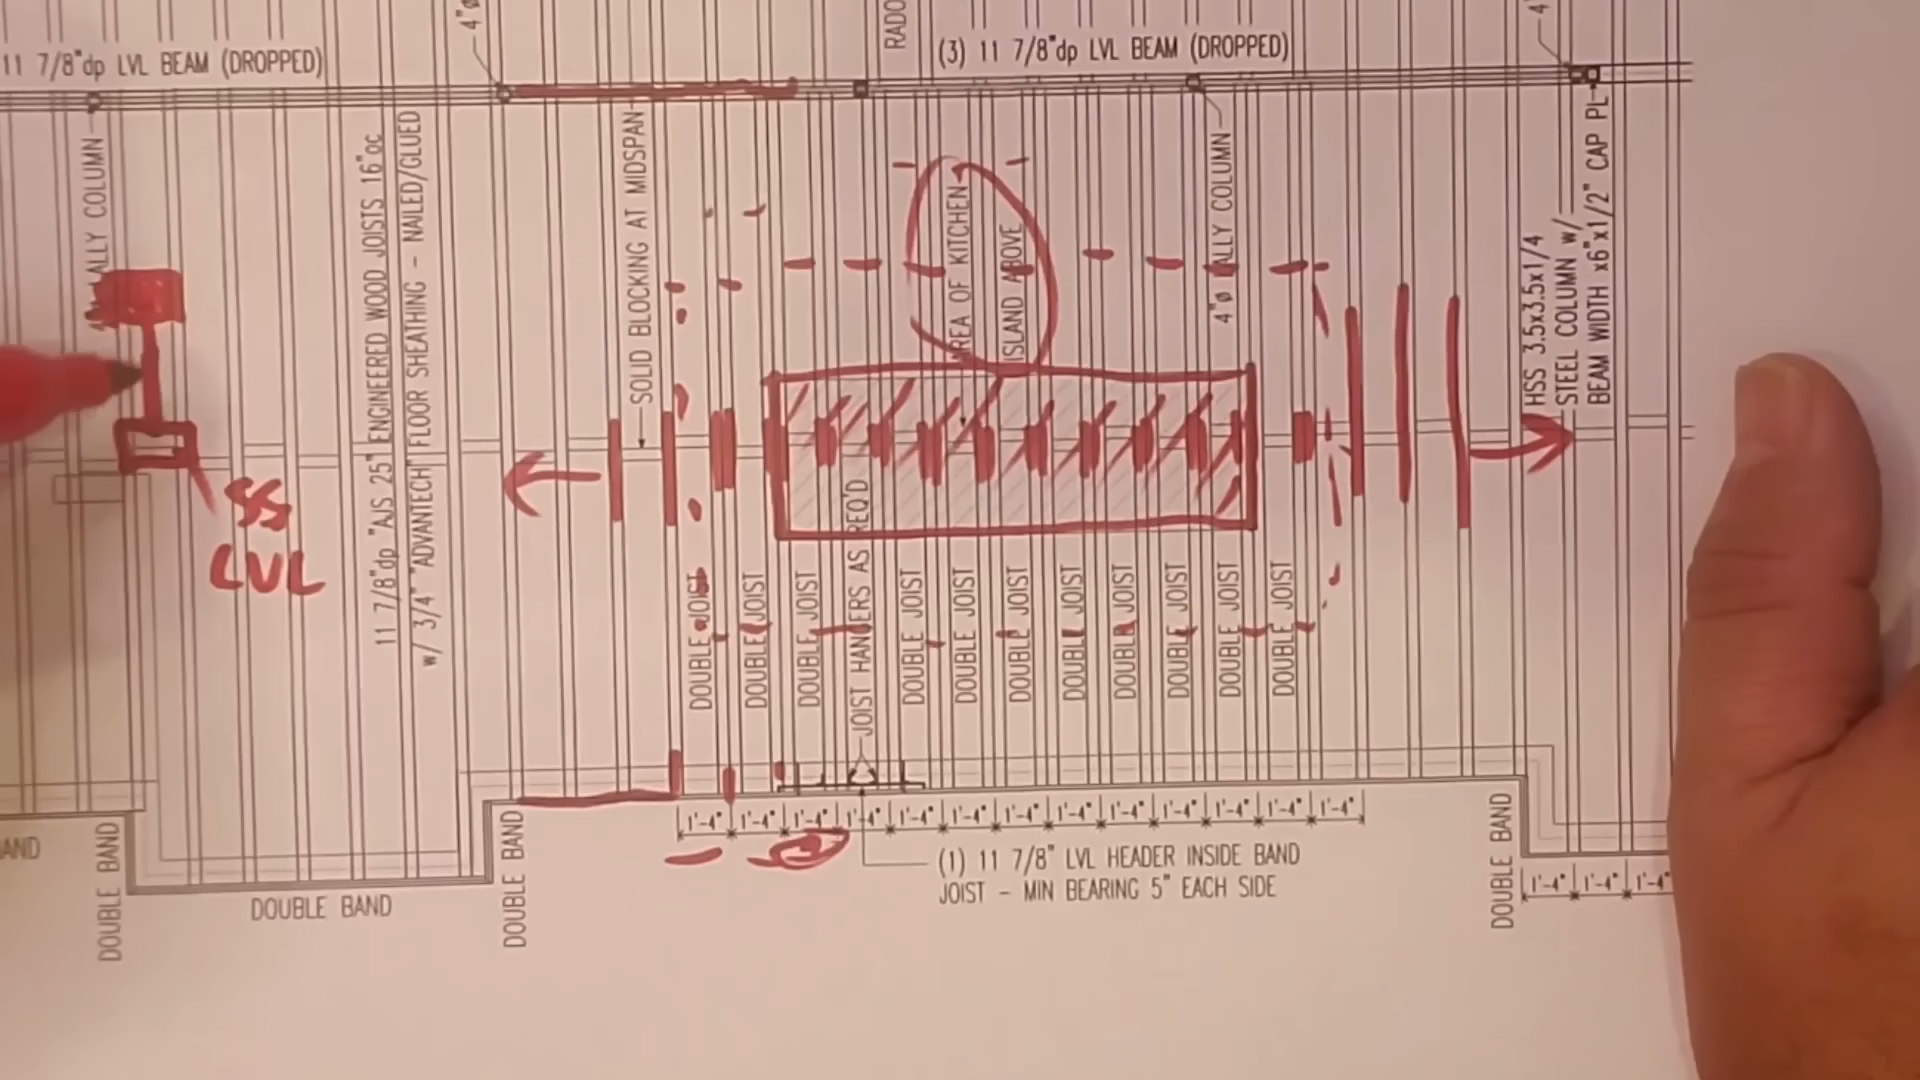 11 7/8"dp LVL BEAM (DROPPED)
4"ø
RADO
(3) 11 7/8"dp LVL BEAM (DROPPED)
4"
LALLY COLUMN
11 7/8"dp "AJS 25" ENGINEERED WOOD JOISTS 16"oc
w/ 3/4" "ADVANTECH" FLOOR SHEATHING - NAILED/GLUED
SOLID BLOCKING AT MIDSPAN
AREA OF KITCHEN
ISLAND ABOVE
4"ø LALLY COLUMN
HSS 3.5x3.5x1/4
STEEL COLUMN w/
BEAM WIDTH x6"x1/2" CAP PL
SS
LVL
DOUBLE JOIST
DOUBLE JOIST
DOUBLE JOIST
JOIST HANGERS AS REQ'D
DOUBLE JOIST
DOUBLE JOIST
DOUBLE JOIST
DOUBLE JOIST
DOUBLE JOIST
DOUBLE JOIST
DOUBLE JOIST
DOUBLE JOIST
1'-4" 1'-4" 1'-4" 1'-4" 1'-4" 1'-4" 1'-4" 1'-4" 1'-4" 1'-4" 1'-4" 1'-4" 1'-4"
(1) 11 7/8" LVL HEADER INSIDE BAND
JOIST - MIN BEARING 5" EACH SIDE
AND
DOUBLE BAND
DOUBLE BAND
DOUBLE BAND
DOUBLE BAND
1'-4" 1'-4" 1'-4"